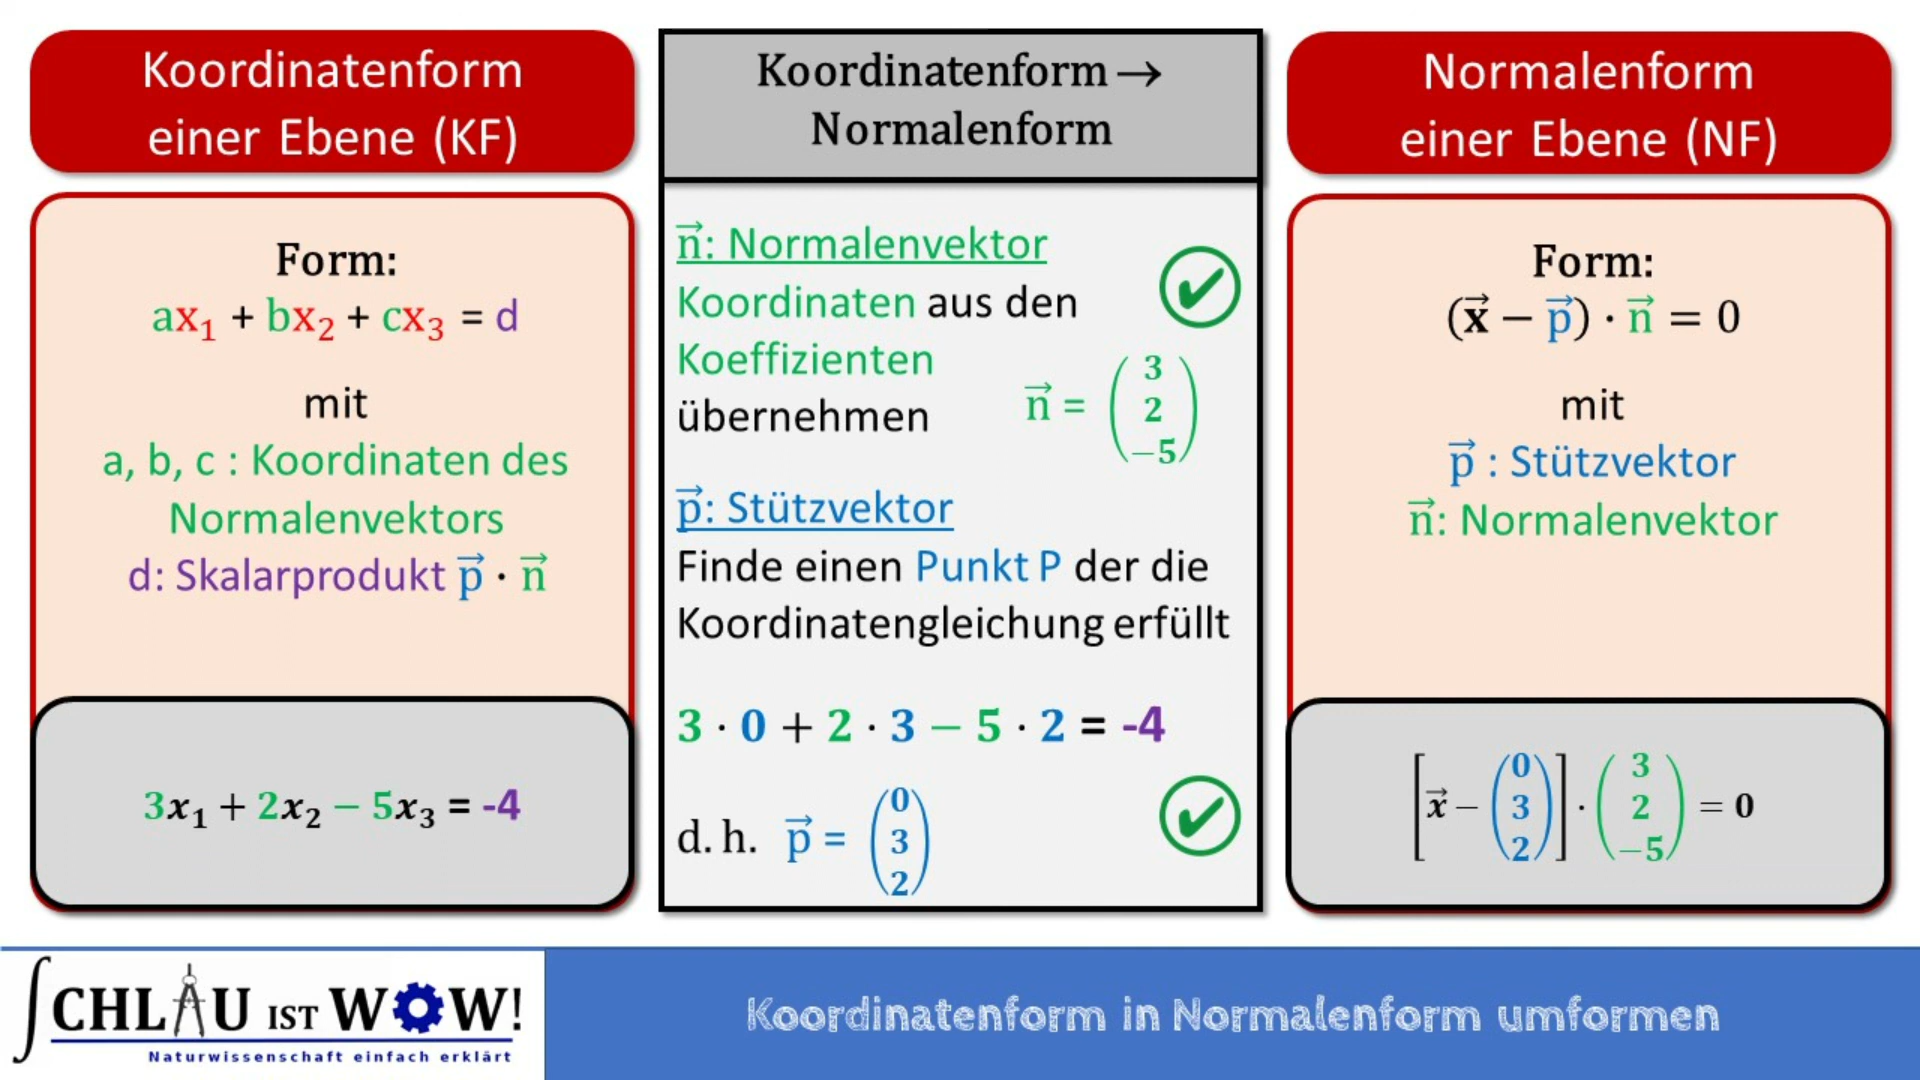 Koordinatenform
einer Ebene (KF)
Form:
ax₁ + bx₂ + cx₃ = d
mit
a, b, c : Koordinaten des
Normalenvektors
d: Skalarprodukt p⃗ · n⃗
3x₁ + 2x₂ − 5x₃ = -4
Koordinatenform →
Normalenform
n⃗: Normalenvektor
Koordinaten aus den
Koeffizienten
übernehmen
n⃗ = (3 2 −5)
p⃗: Stützvektor
Finde einen Punkt P der die
Koordinatengleichung erfüllt
3 · 0 + 2 · 3 − 5 · 2 = -4
d. h. p⃗ = (0 3 2)
Normalenform
einer Ebene (NF)
Form:
(x⃗ − p⃗) · n⃗ = 0
mit
p⃗ : Stützvektor
n⃗: Normalenvektor
[x⃗ − (0 3 2)] · (3 2 −5) = 0
∫CHLAU IST WOW!
Naturwissenschaft einfach erklärt
Koordinatenform in Normalenform umformen